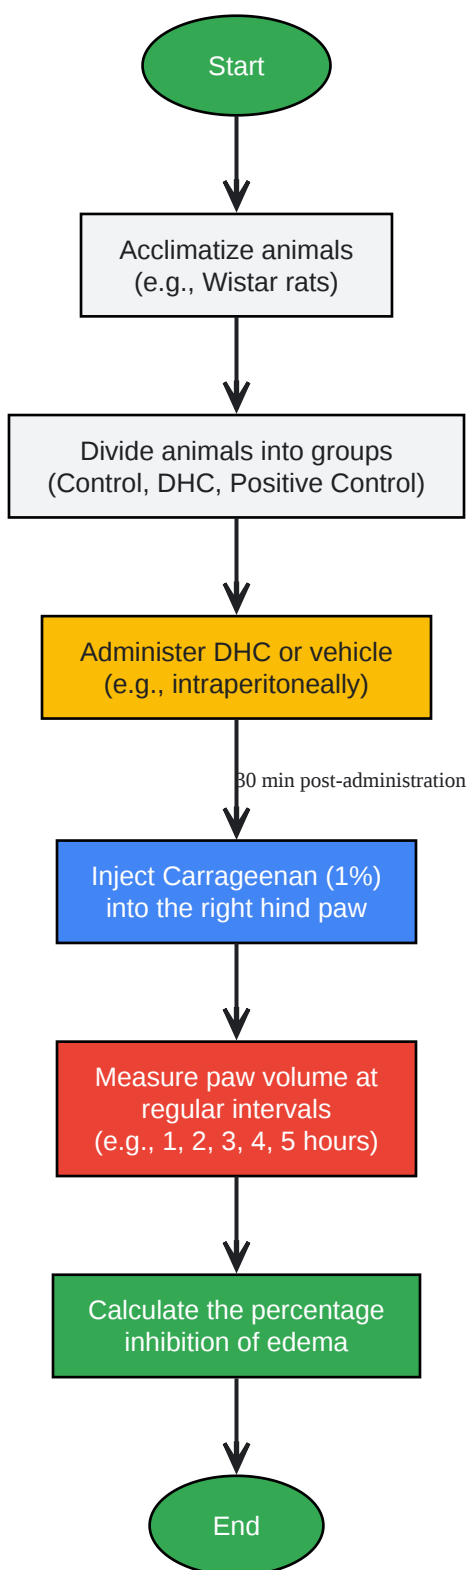 Start
Acclimatize animals
(e.g., Wistar rats)
Divide animals into groups
(Control, DHC, Positive Control)
Administer DHC or vehicle
(e.g., intraperitoneally)
30 min post-administration
Inject Carrageenan (1%)
into the right hind paw
Measure paw volume at
regular intervals
(e.g., 1, 2, 3, 4, 5 hours)
Calculate the percentage
inhibition of edema
End